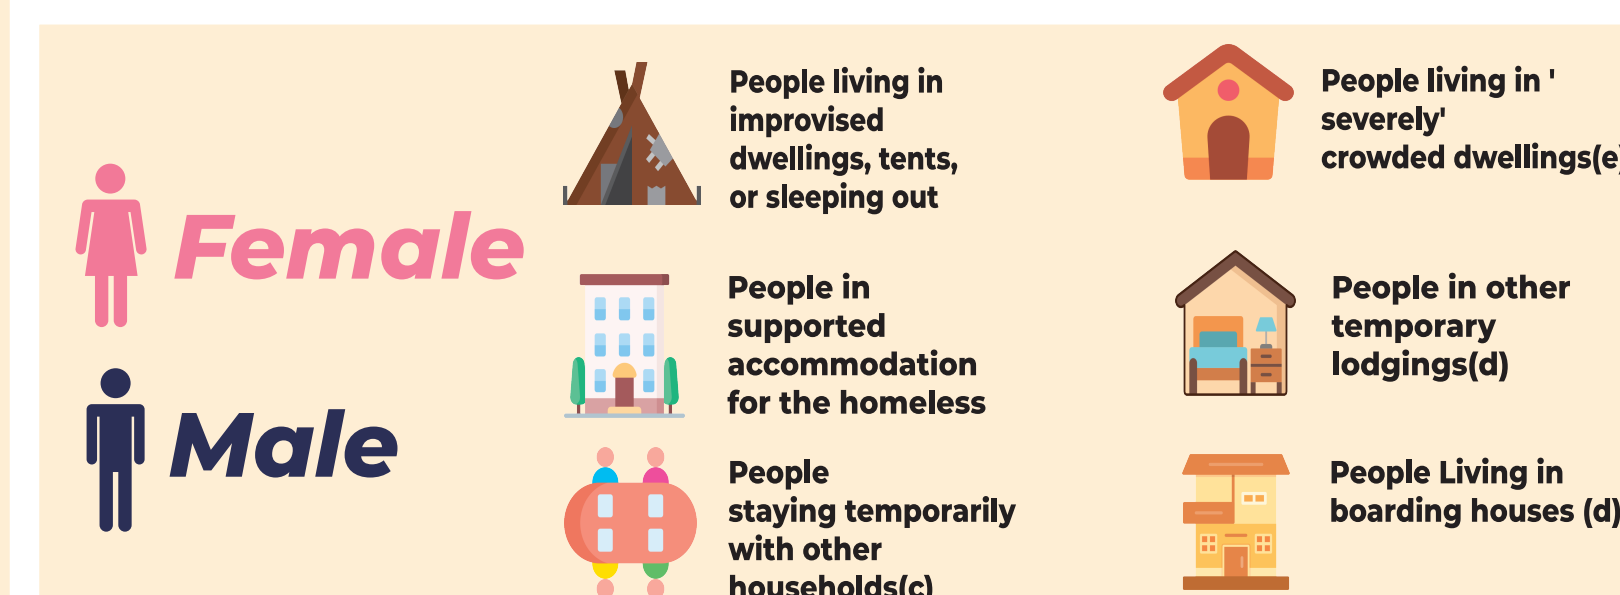 Female
Male
People living in
improvised
dwellings, tents,
or sleeping out
People in
supported
accommodation
for the homeless
People
staying temporarily
with other
households(c)
People living in '
severely'
crowded dwellings(e)
People in other
temporary
lodgings(d)
People Living in
boarding houses (d)